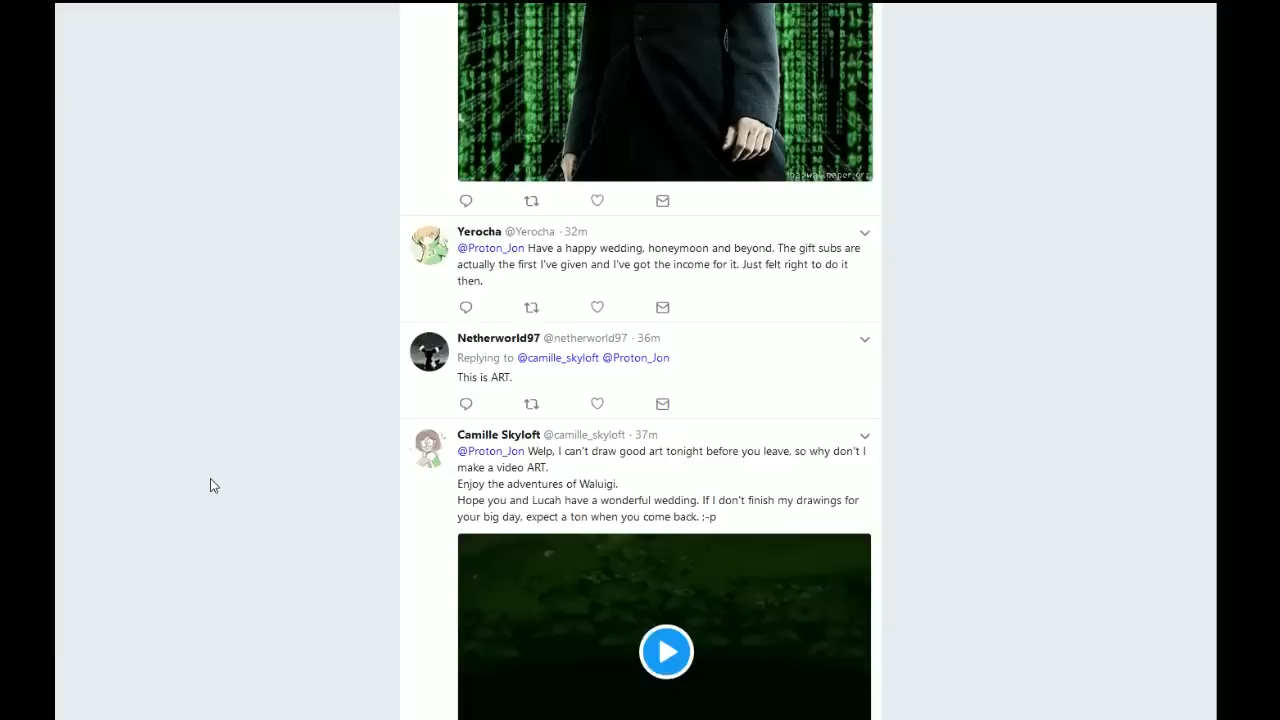 Yerocha @Yerocha · 32m
@Proton_Jon Have a happy wedding, honeymoon and beyond. The gift subs are
actually the first I've given and I've got the income for it. Just felt right to do it
then.
Netherworld97 @netherworld97 · 36m
Replying to @camille_skyloft @Proton_Jon
This is ART.
Camille Skyloft @camille_skyloft · 37m
@Proton_Jon Welp, I can't draw good art tonight before you leave, so why don't I
make a video ART.
Enjoy the adventures of Waluigi.
Hope you and Lucah have a wonderful wedding. If I don't finish my drawings for
your big day, expect a ton when you come back. ;-p